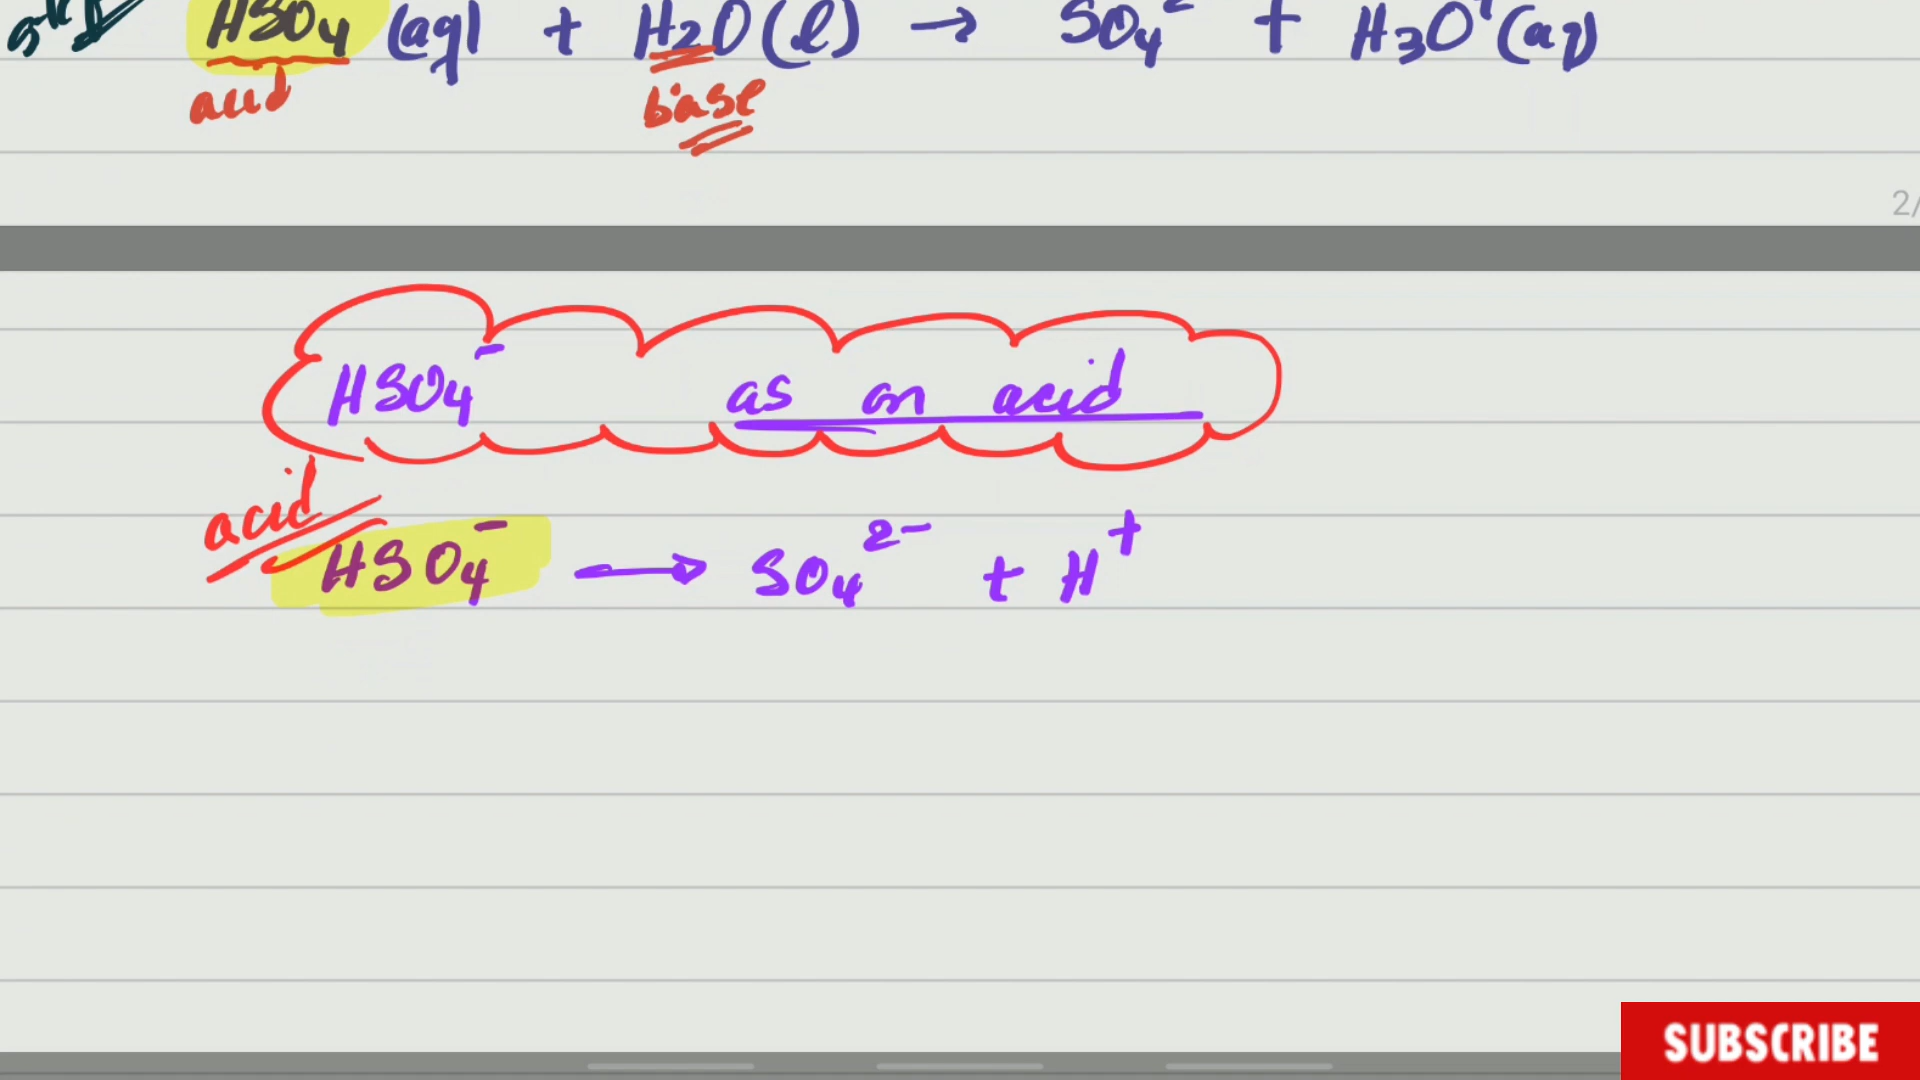 HSO₄ (aq) + H₂O(l) → SO₄²⁻ + H₃O⁺(aq)
acid base
2/
HSO₄⁻ as an acid
acid
HSO₄⁻ → SO₄²⁻ + H⁺
SUBSCRIBE